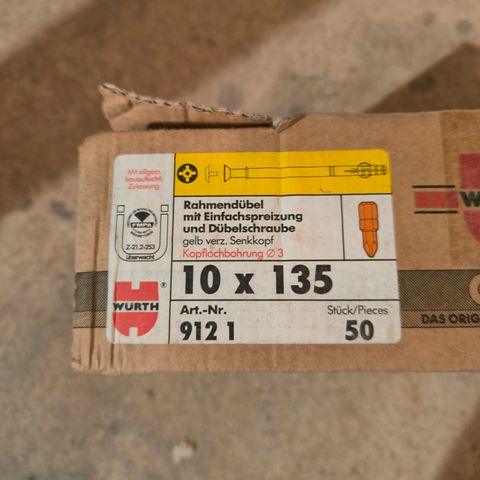 Mit allgem.
bauaufsichtl.
Zulassung
FMPA
Z-21.2-253
überwacht
WÜRTH
®
Rahmendübel
mit Einfachspreizung
und Dübelschraube
gelb verz. Senkkopf
Kopflochbohrung ∅ 3
10 x 135
Art.-Nr.
912 1
Stück/Pieces
50
W
DAS ORIG